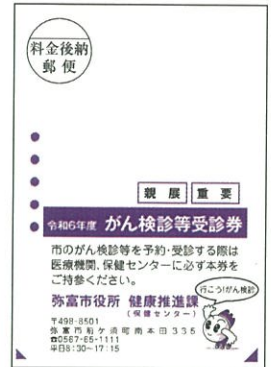 料金後納
郵便
親展 重要
令和6年度 がん検診等受診券
市のがん検診等を予約・受診する際は
医療機関、保健センターに必ず本券を
ご持参ください。
行こう!がん検診
弥富市役所 健康推進課
(保健センター)
〒498-8501
弥富市前ケ須町南本田335
☎0567-65-1111
平日8:30~17:15